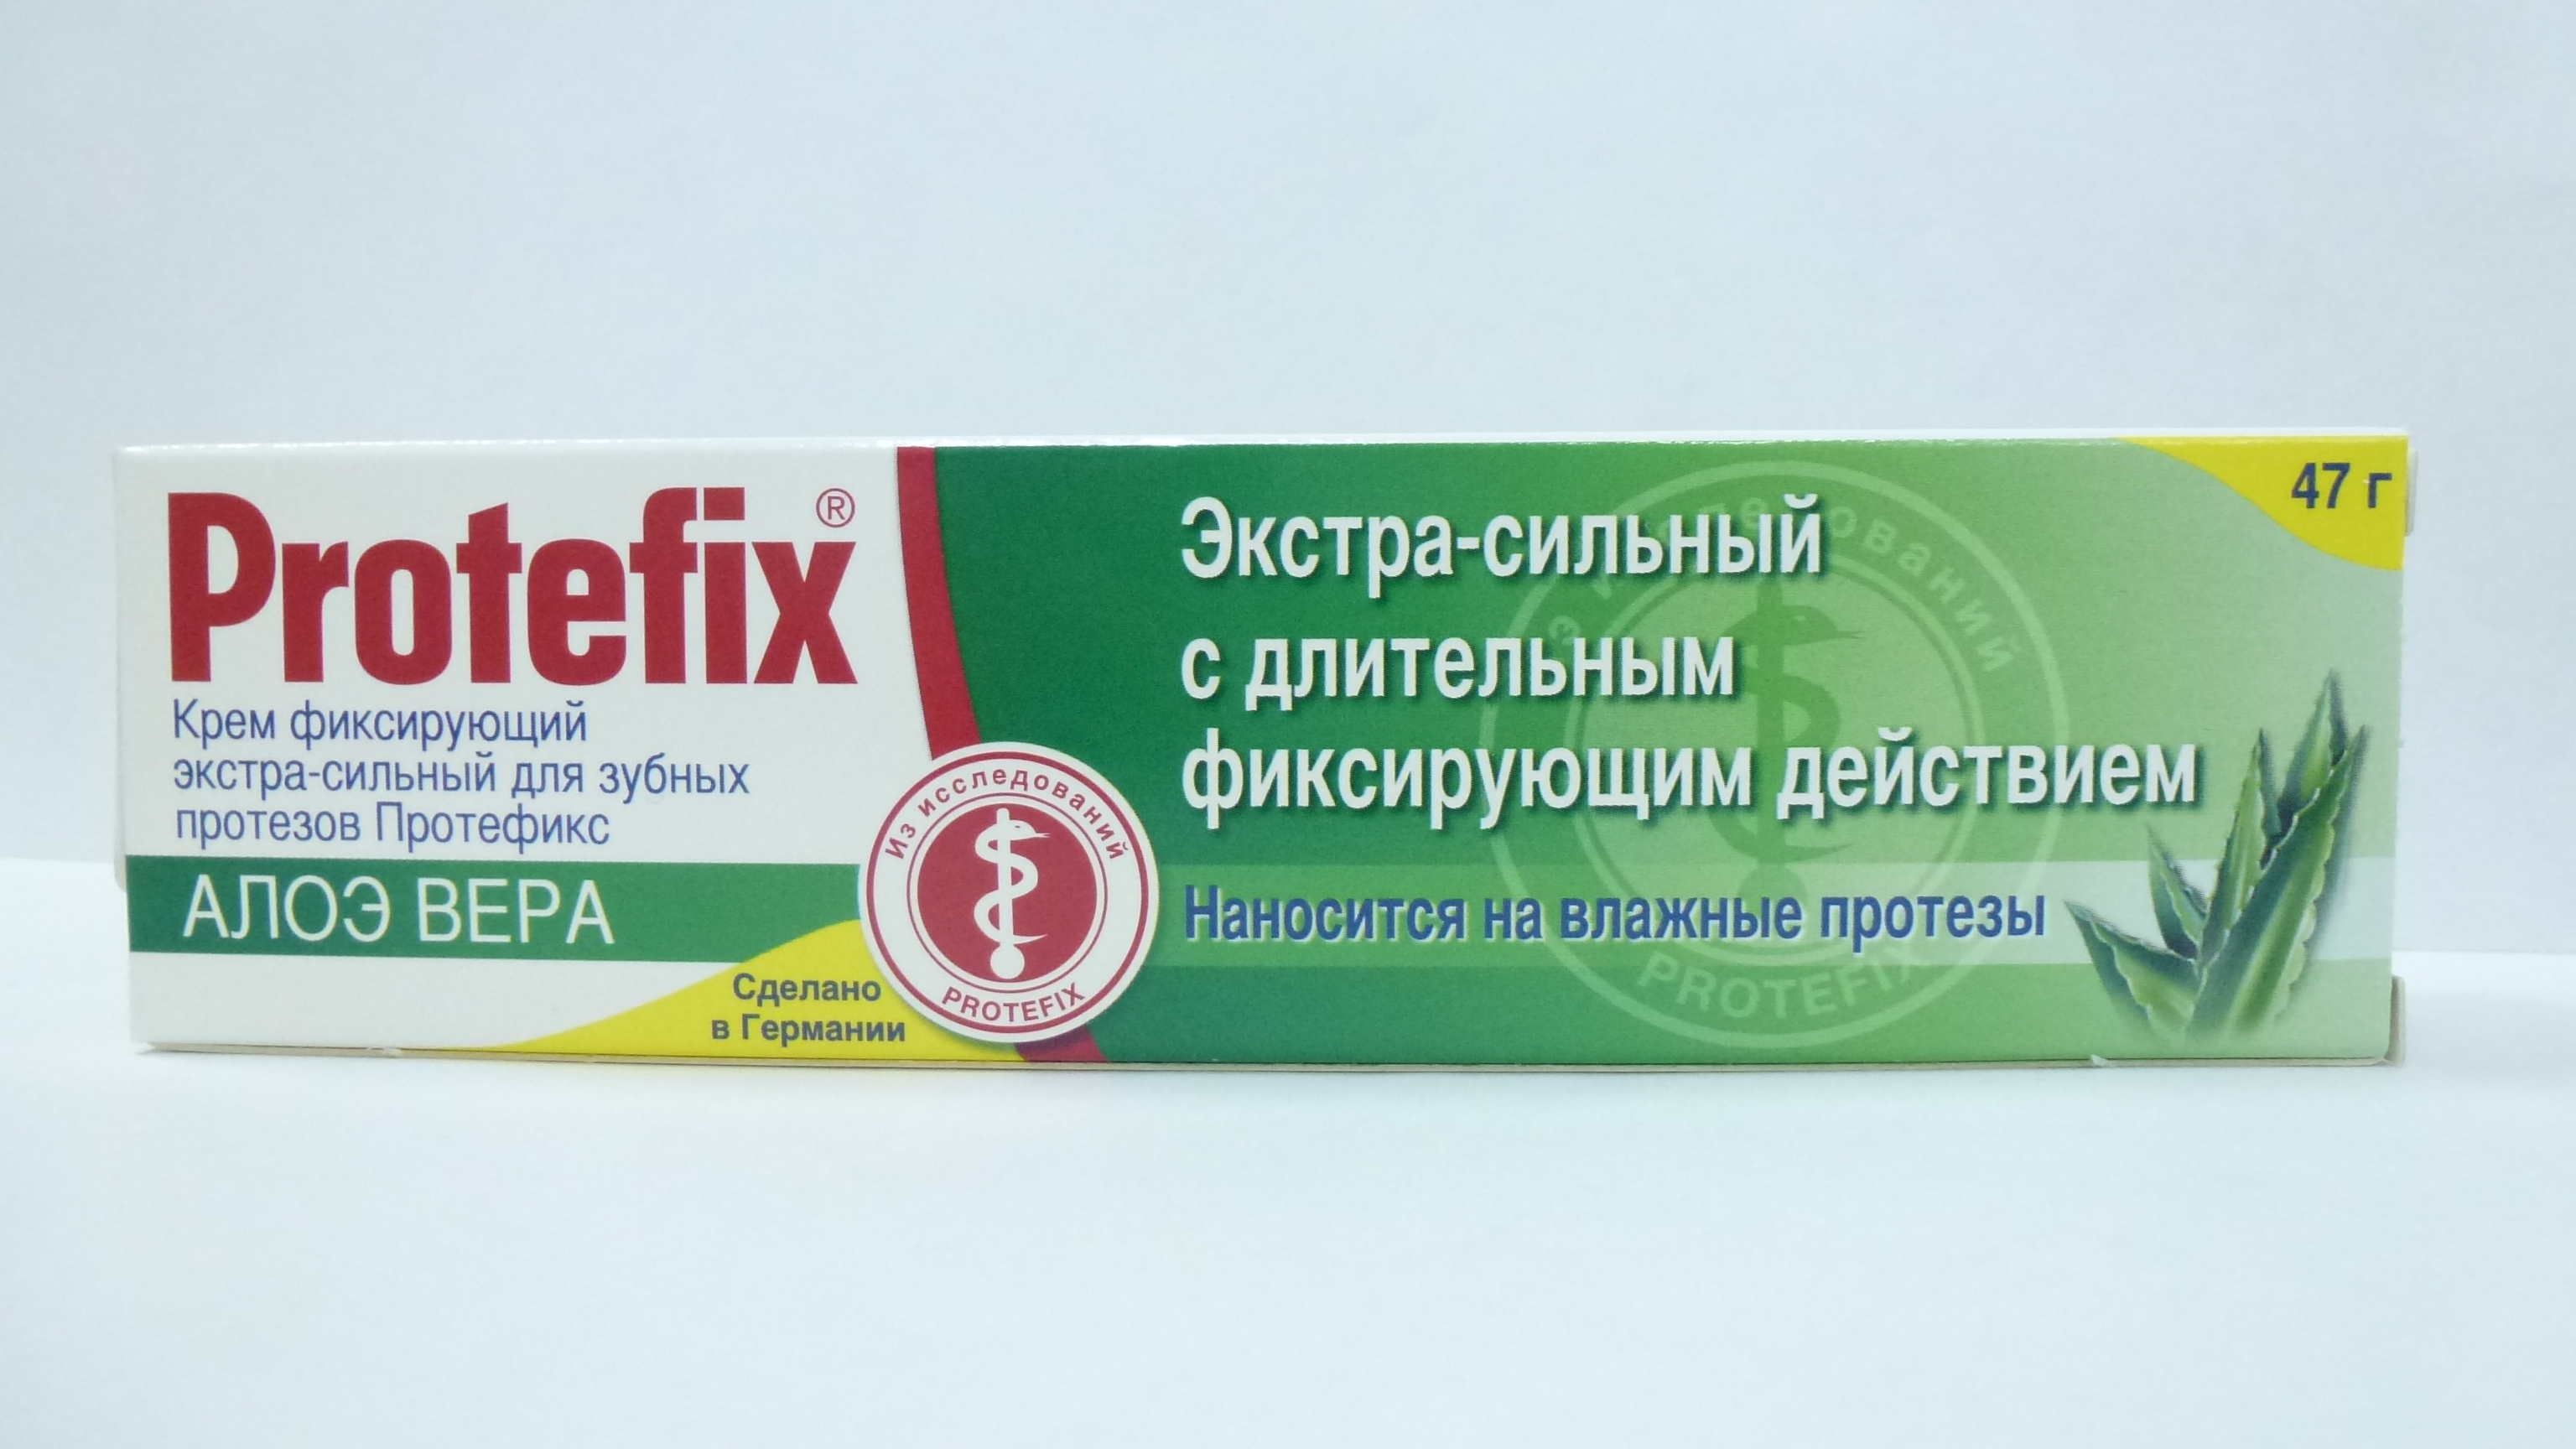 Protefix®
Крем фиксирующий
экстра-сильный для зубных
протезов Протефикс
АЛОЭ ВЕРА
Сделано
в Германии
Из исследований
PROTEFIX
Экстра-сильный
с длительным
фиксирующим действием
Наносится на влажные протезы
47 г
PROTEFIX